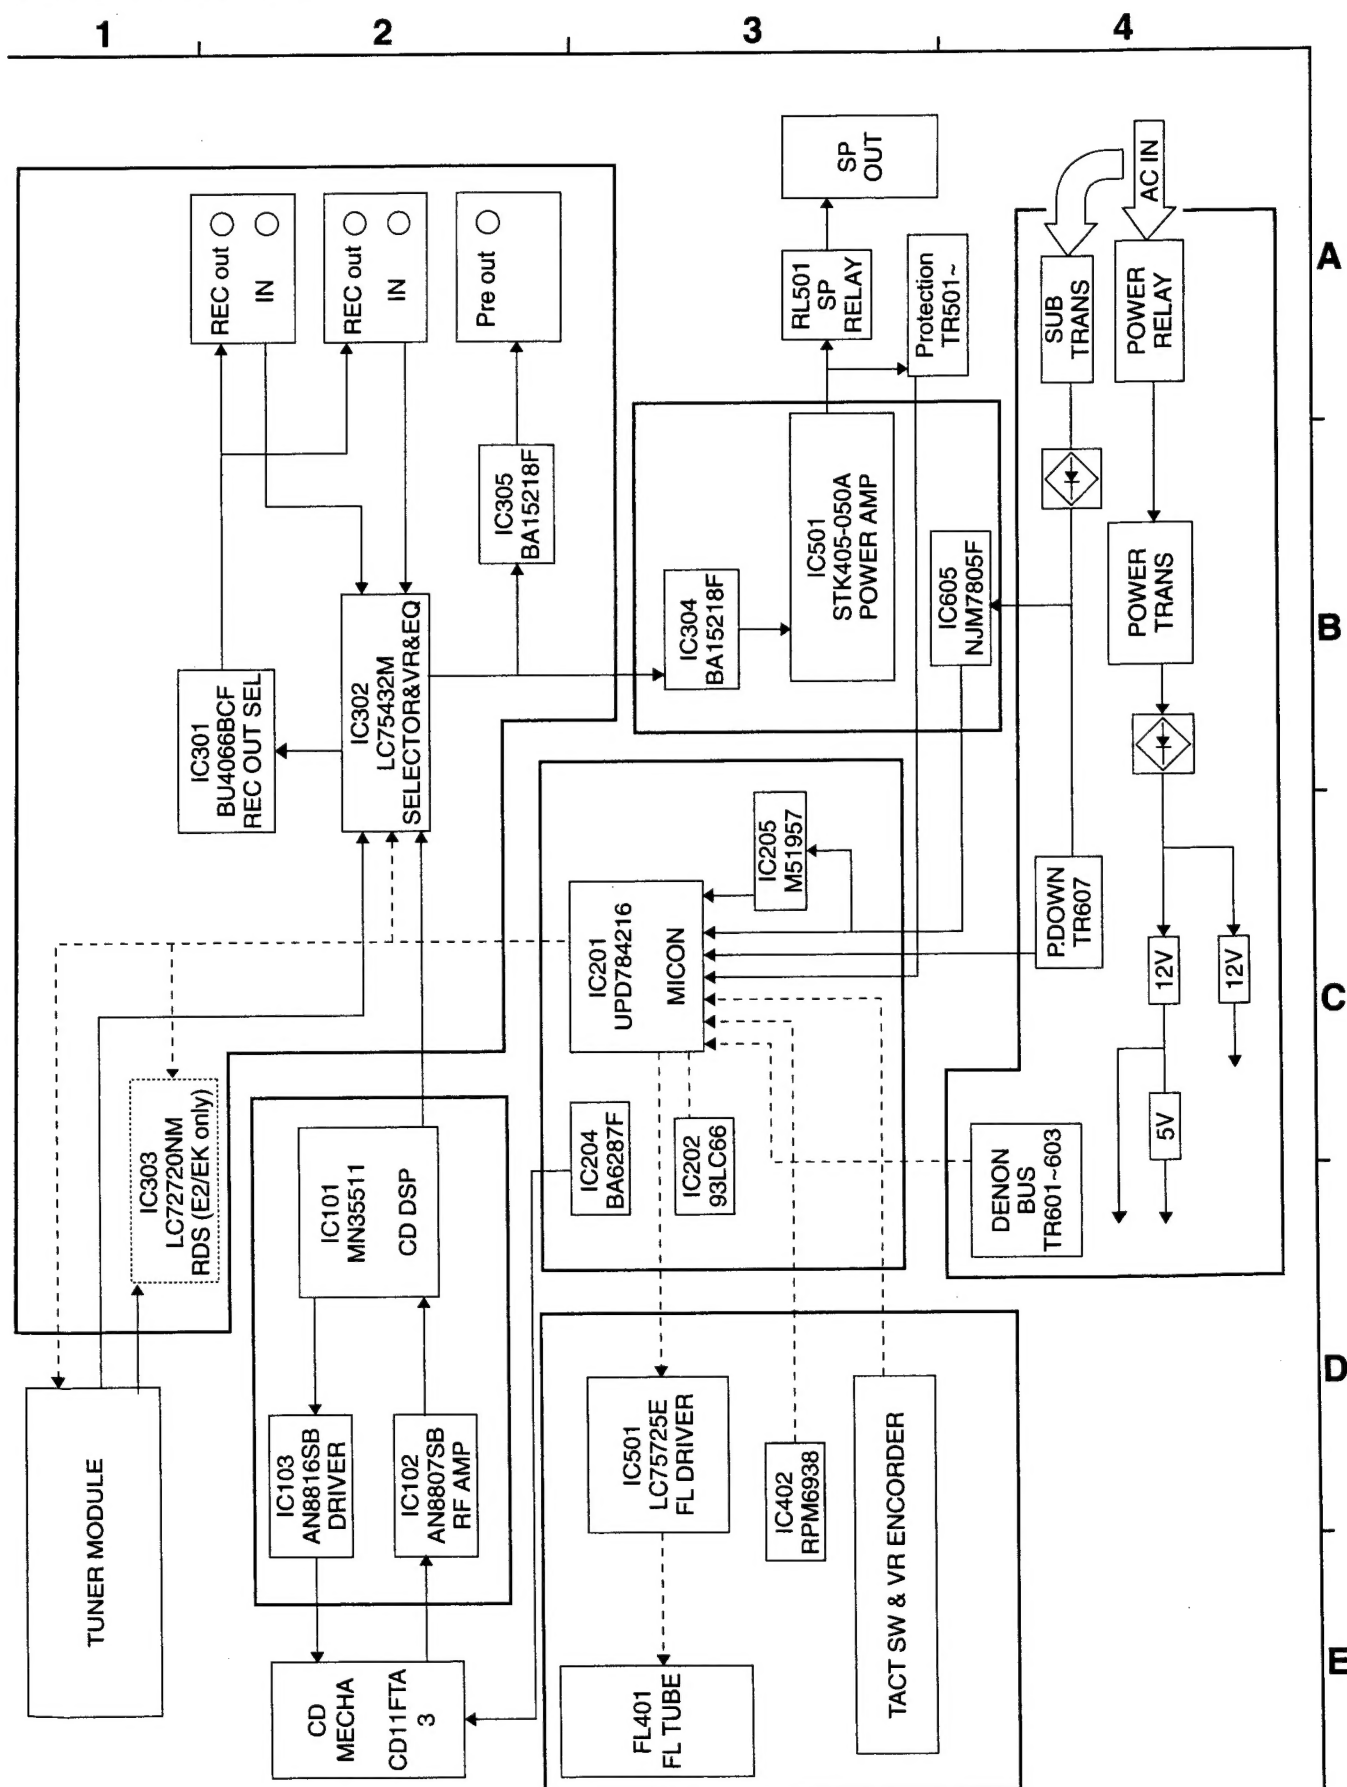 1
2
3
4
A
B
C
D
E
REC out
IN
REC out
IN
Pre out
SP
OUT
RL501
SP
RELAY
Protection
TR501~
AC IN
SUB
TRANS
POWER
RELAY
IC305
BA15218F
IC301
BU4066BCF
REC OUT SEL
IC302
LC75432M
SELECTOR&VR&EQ
IC304
BA15218F
IC501
STK405-050A
POWER AMP
IC605
NJM7805F
POWER
TRANS
IC205
M51957
IC201
UPD784216
MICON
P.DOWN
TR607
12V
12V
5V
IC303
LC72720NM
RDS (E2/EK only)
IC101
MN35511
CD DSP
IC204
BA6287F
IC202
93LC66
DENON
BUS
TR601~603
TUNER MODULE
IC103
AN8816SB
DRIVER
IC102
AN8807SB
RF AMP
IC501
LC75725E
FL DRIVER
IC402
RPM6938
TACT SW & VR ENCORDER
CD
MECHA
CD11FTA
3
FL401
FL TUBE